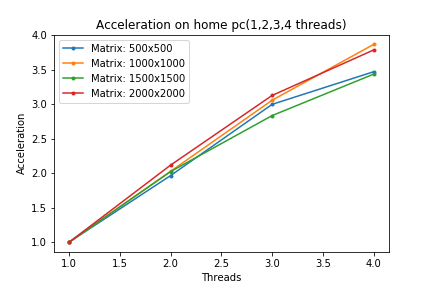 Acceleration on home pc(1,2,3,4 threads)
4.0
3.5
3.0
2.5
2.0
1.5
1.0
Acceleration
Matrix: 500x500
Matrix: 1000x1000
Matrix: 1500x1500
Matrix: 2000x2000
1.0 1.5 2.0 2.5 3.0 3.5 4.0
Threads